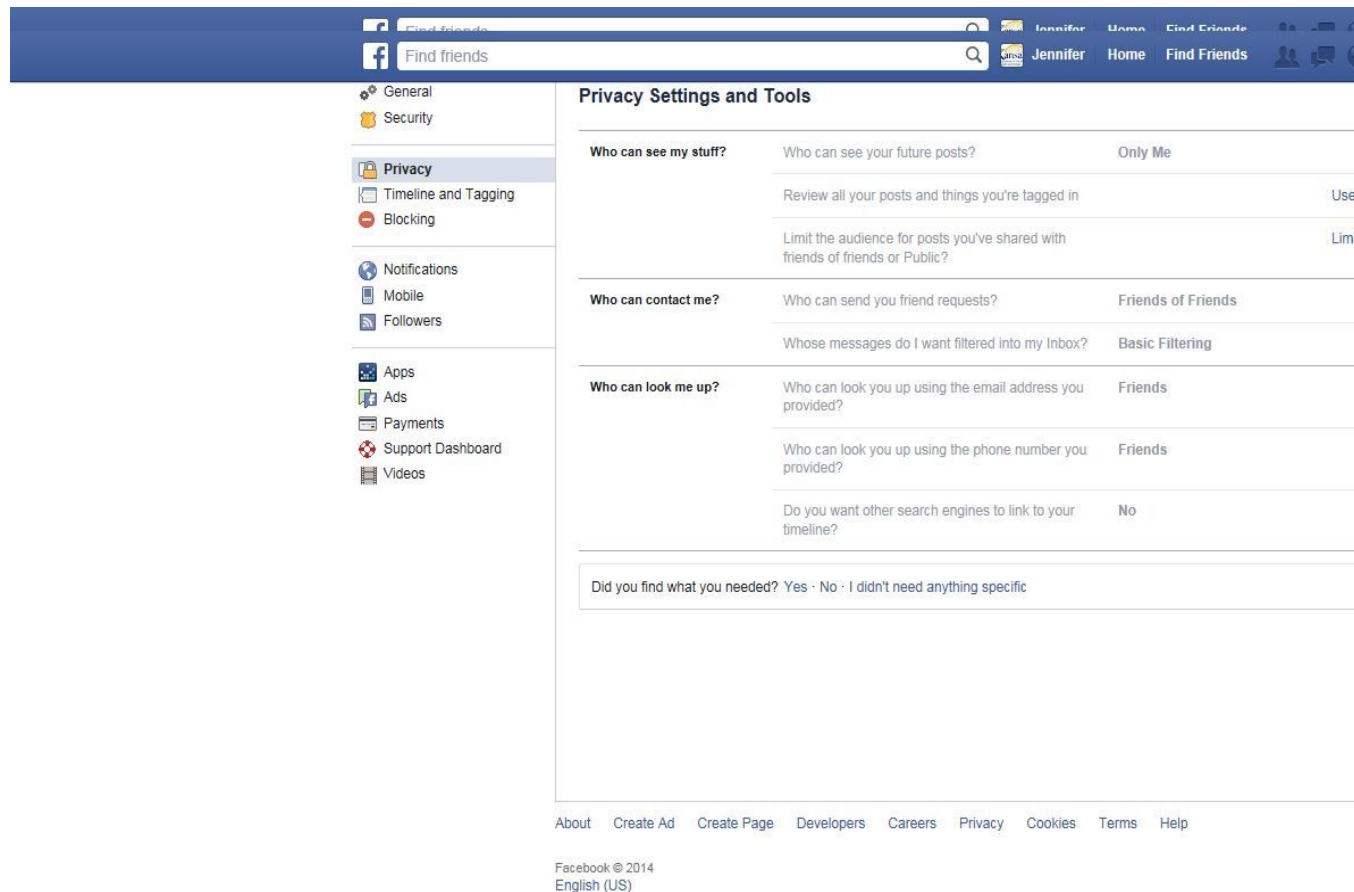 Find friends Jennifer Home Find Friends
Find friends Jennifer Home Find Friends
General
Security
Privacy
Timeline and Tagging
Blocking
Notifications
Mobile
Followers
Apps
Ads
Payments
Support Dashboard
Videos
Privacy Settings and Tools
Who can see my stuff? Who can see your future posts? Only Me
Review all your posts and things you're tagged in Use
Limit the audience for posts you've shared with Lim
friends of friends or Public?
Who can contact me? Who can send you friend requests? Friends of Friends
Whose messages do I want filtered into my Inbox? Basic Filtering
Who can look me up? Who can look you up using the email address you Friends
provided?
Who can look you up using the phone number you Friends
provided?
Do you want other search engines to link to your No
timeline?
Did you find what you needed? Yes · No · I didn't need anything specific
About Create Ad Create Page Developers Careers Privacy Cookies Terms Help
Facebook © 2014
English (US)